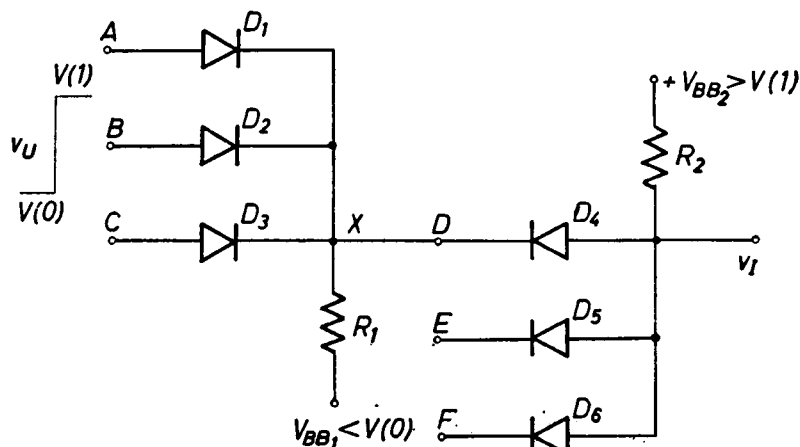 A
D1
V(1)
+ VBB2 > V(1)
B
D2
R2
vU
V(0)
C
D3
X
D
D4
vI
R1
E
D5
VBB1 < V(0)
F
D6